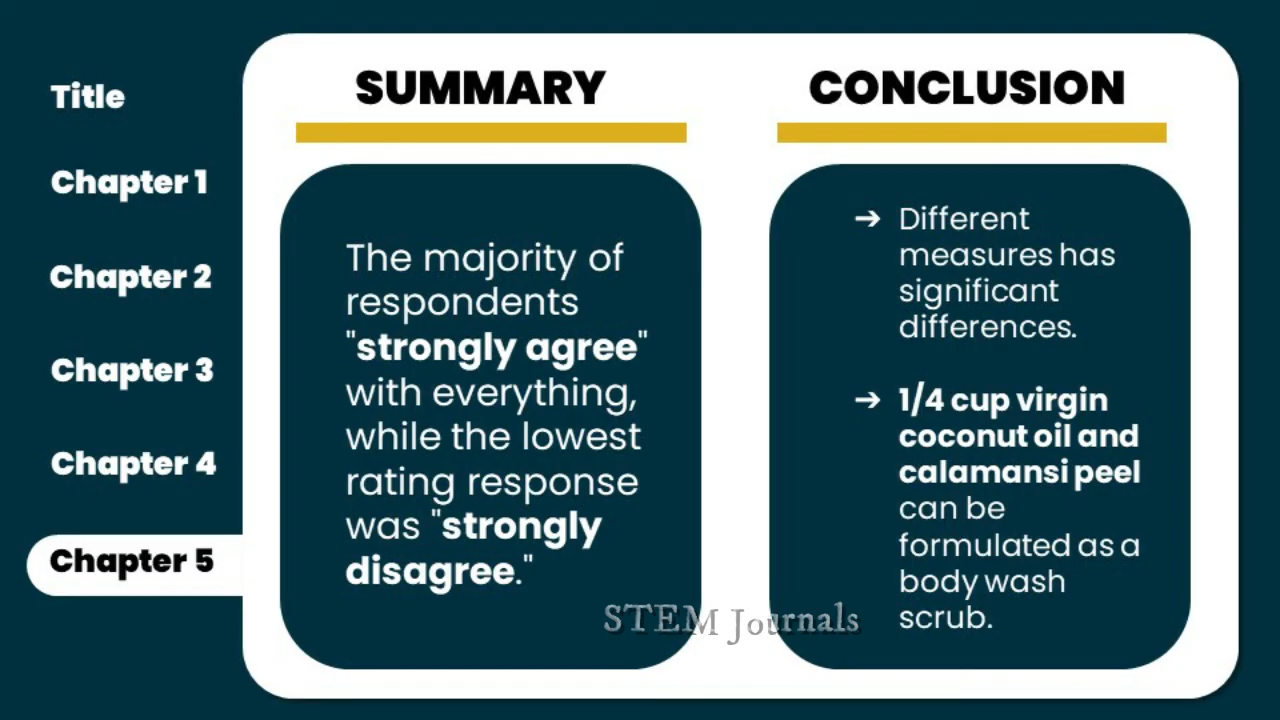 Title
Chapter 1
Chapter 2
Chapter 3
Chapter 4
Chapter 5
SUMMARY
The majority of
respondents
"strongly agree"
with everything,
while the lowest
rating response
was "strongly
disagree."
CONCLUSION
➔ Different
measures has
significant
differences.
➔ 1/4 cup virgin
coconut oil and
calamansi peel
can be
formulated as a
body wash
scrub.
STEM Journals